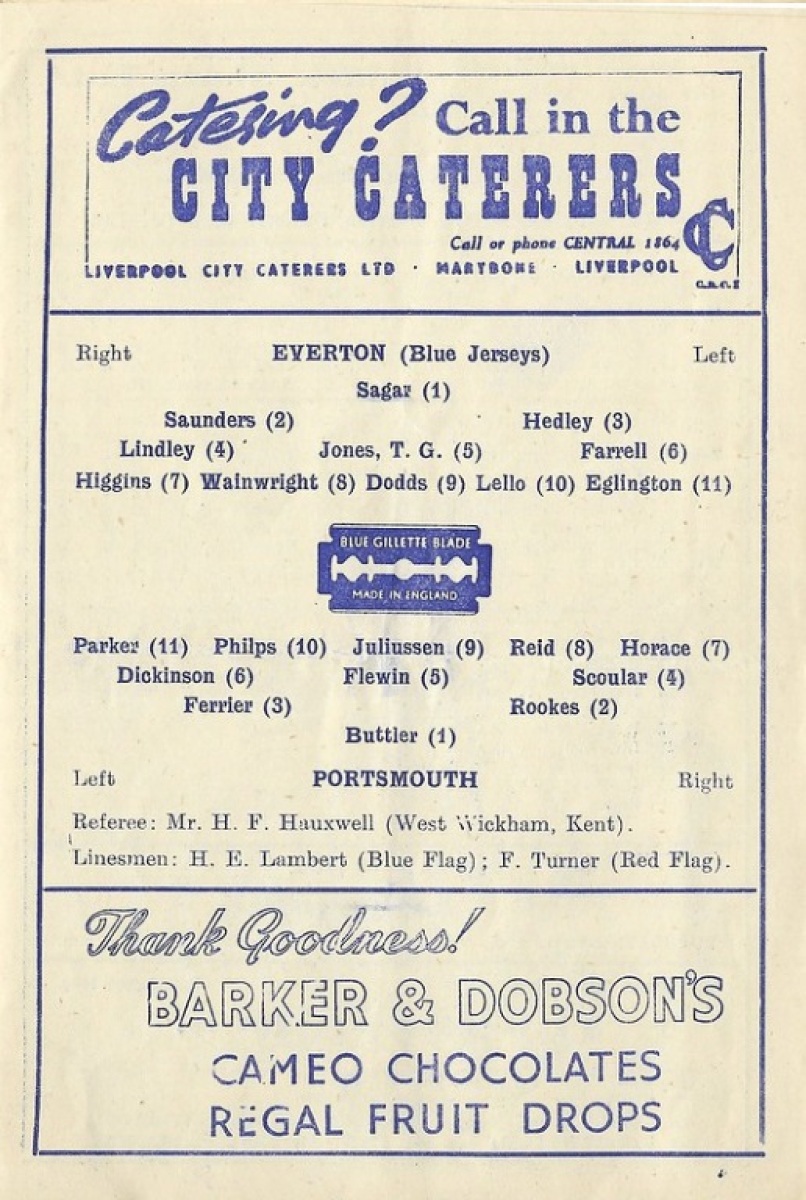 Catering? Call in the
CITY CATERERS
Call or phone CENTRAL 1864
LIVERPOOL CITY CATERERS LTD · MARYBONE · LIVERPOOL
Right EVERTON (Blue Jerseys) Left
Sagar (1)
Saunders (2) Hedley (3)
Lindley (4) Jones, T. G. (5) Farrell (6)
Higgins (7) Wainwright (8) Dodds (9) Lello (10) Eglington (11)
BLUE GILLETTE BLADE
MADE IN ENGLAND
Parker (11) Philps (10) Juliussen (9) Reid (8) Horace (7)
Dickinson (6) Flewin (5) Scoular (4)
Ferrier (3) Rookes (2)
Buttler (1)
Left PORTSMOUTH Right
Referee: Mr. H. F. Hauxwell (West Wickham, Kent).
Linesmen: H. E. Lambert (Blue Flag); F. Turner (Red Flag).
Thank Goodness!
BARKER & DOBSON'S
CAMEO CHOCOLATES
REGAL FRUIT DROPS